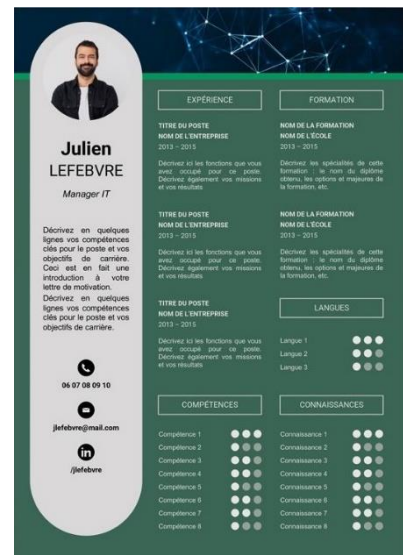 Julien
LEFEBVRE
Manager IT
Décrivez en quelques
lignes vos compétences
clés pour le poste et vos
objectifs de carrière.
Ceci est en fait une
introduction à votre
lettre de motivation.
Décrivez en quelques
lignes vos compétences
clés pour le poste et vos
objectifs de carrière.
06 07 08 09 10
jlefebvre@mail.com
in
/jlefebvre
EXPÉRIENCE
TITRE DU POSTE
NOM DE L'ENTREPRISE
2013 – 2015
Décrivez ici les fonctions que vous
avez occupé pour ce poste.
Décrivez également vos missions
et vos résultats
TITRE DU POSTE
NOM DE L'ENTREPRISE
2013 – 2015
Décrivez ici les fonctions que vous
avez occupé pour ce poste.
Décrivez également vos missions
et vos résultats
TITRE DU POSTE
NOM DE L'ENTREPRISE
2013 – 2015
Décrivez ici les fonctions que vous
avez occupé pour ce poste.
Décrivez également vos missions
et vos résultats
FORMATION
NOM DE LA FORMATION
NOM DE L'ÉCOLE
2013 – 2015
Décrivez les spécialités de cette
formation : le nom du diplôme
obtenu, les options et majeures de
la formation, etc.
NOM DE LA FORMATION
NOM DE L'ÉCOLE
2013 – 2015
Décrivez les spécialités de cette
formation : le nom du diplôme
obtenu, les options et majeures de
la formation, etc.
LANGUES
Langue 1
Langue 2
Langue 3
COMPÉTENCES
Compétence 1
Compétence 2
Compétence 3
Compétence 4
Compétence 5
Compétence 6
Compétence 7
Compétence 8
CONNAISSANCES
Connaissance 1
Connaissance 2
Connaissance 3
Connaissance 4
Connaissance 5
Connaissance 6
Connaissance 7
Connaissance 8